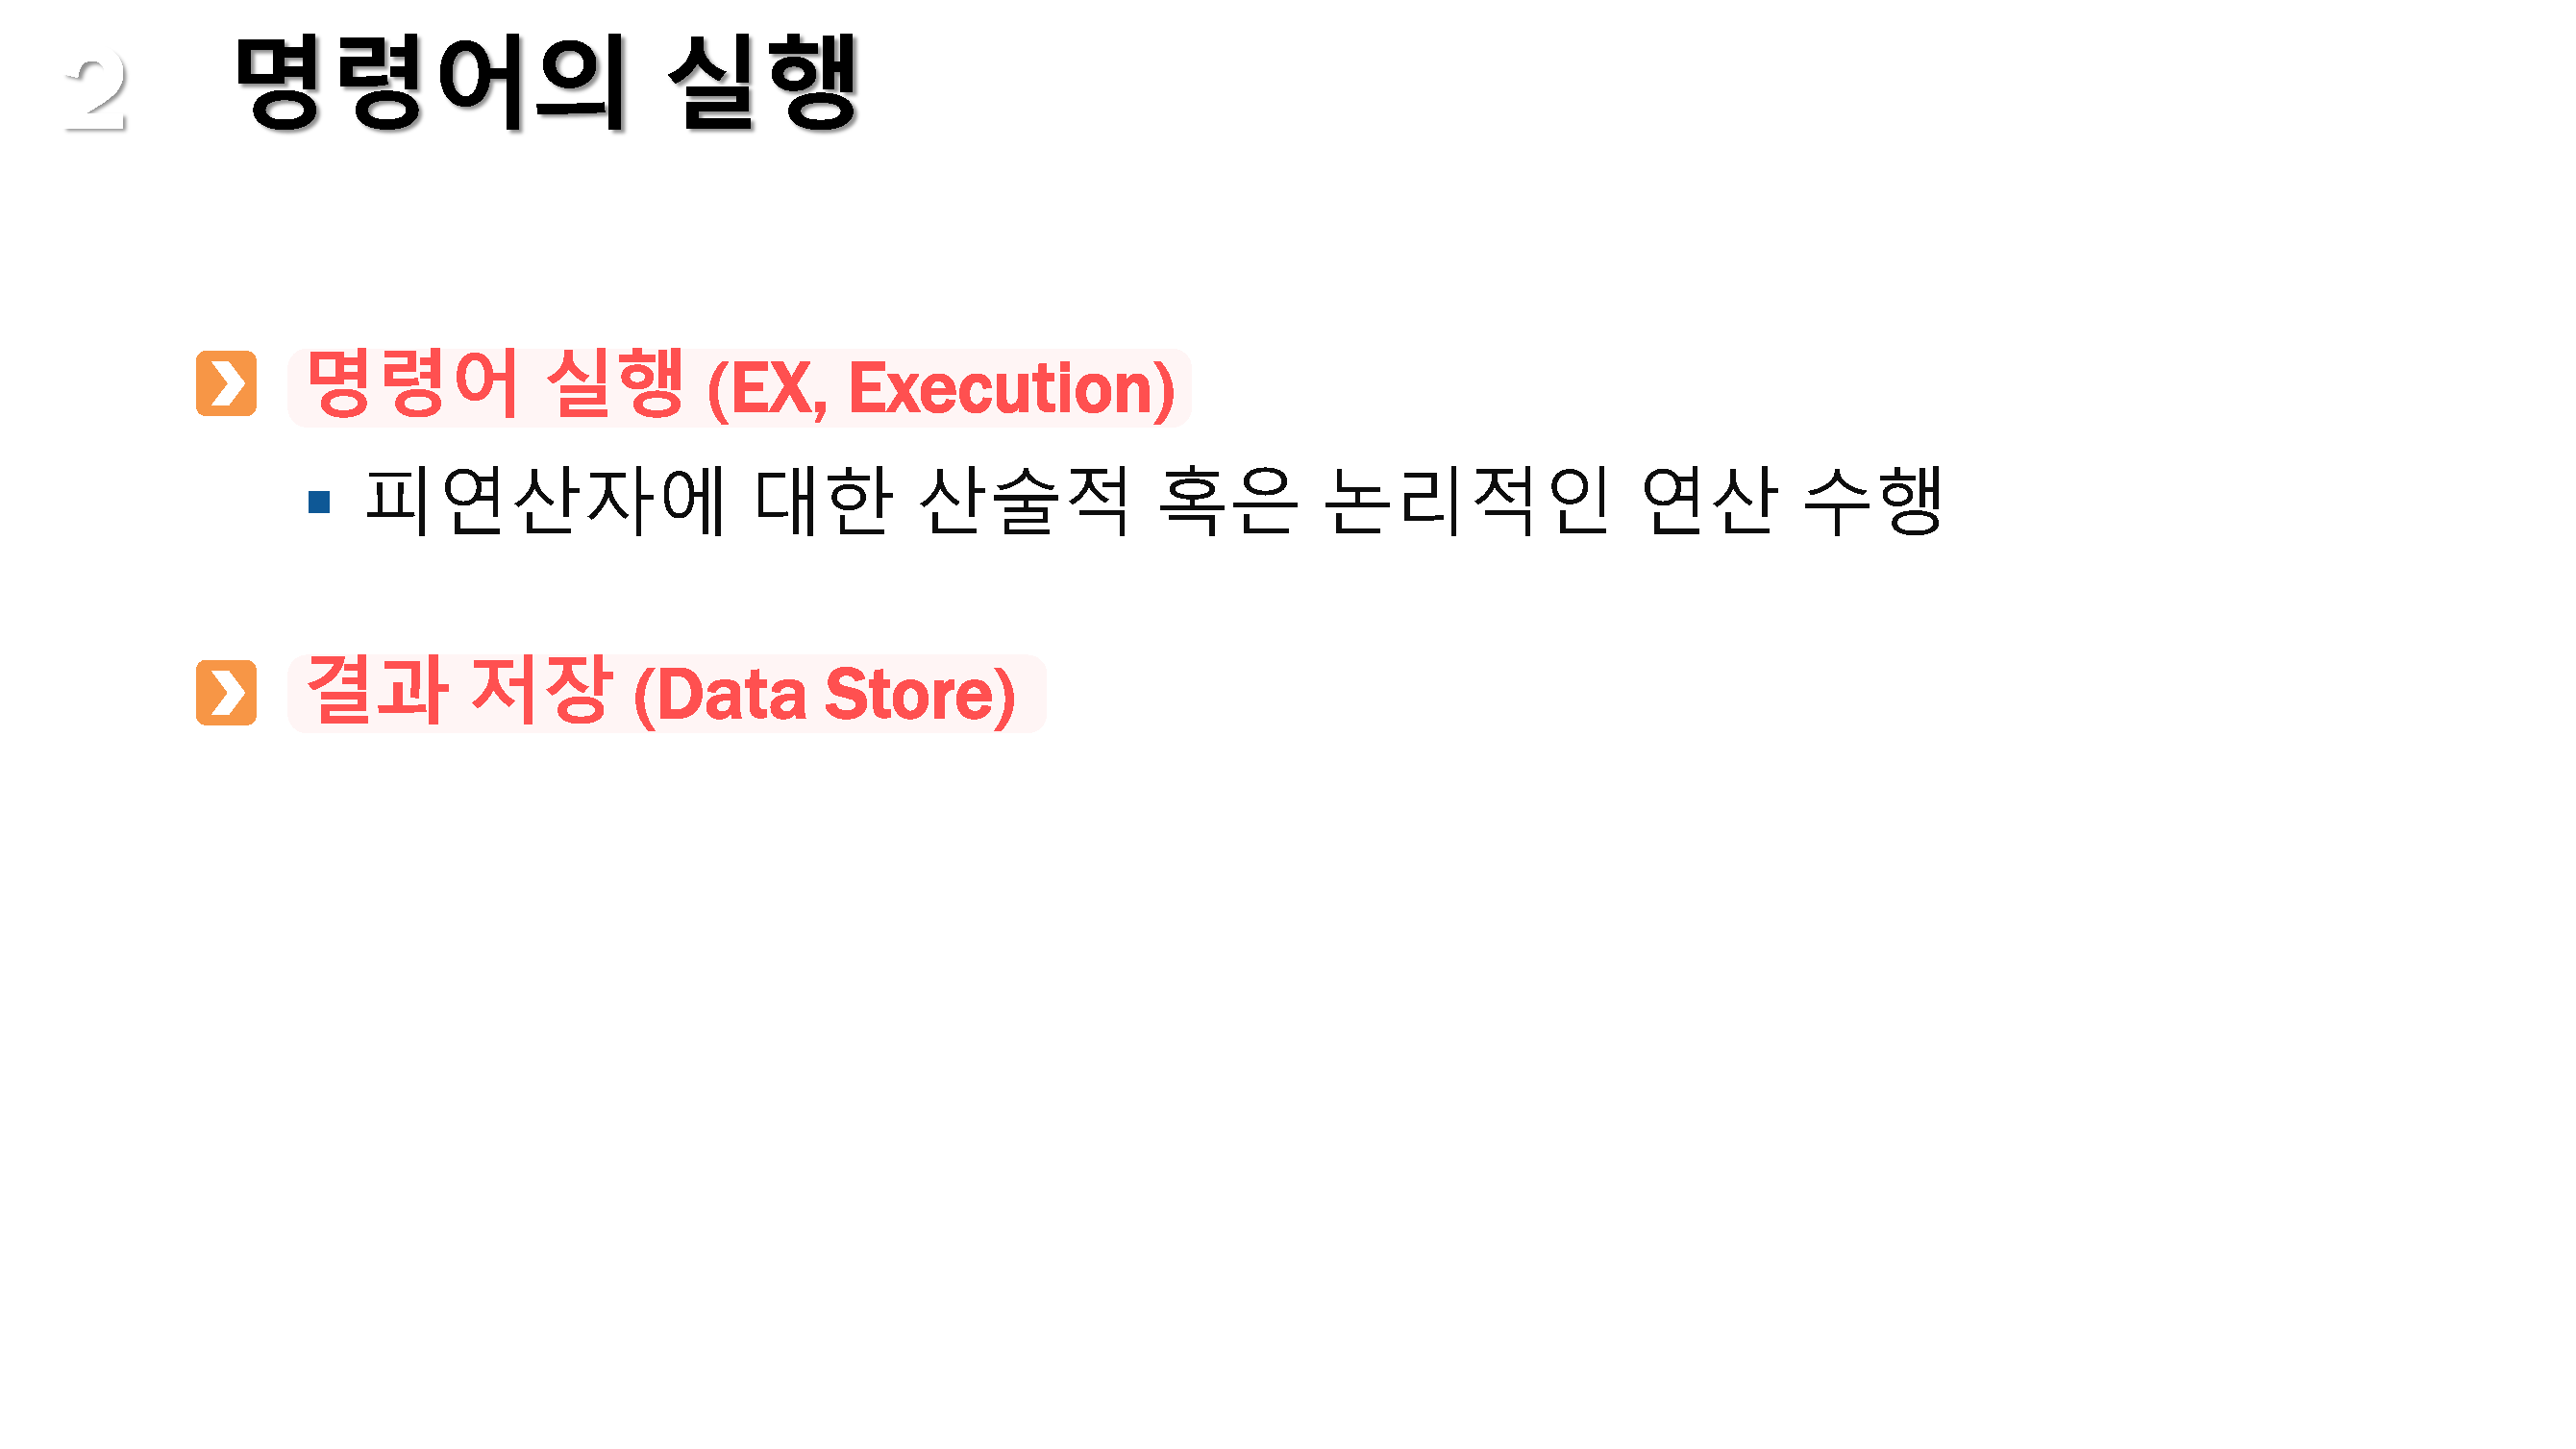 2 명령어의 실행
명령어 실행 (EX, Execution)
▪ 피연산자에 대한 산술적 혹은 논리적인 연산 수행
결과 저장 (Data Store)